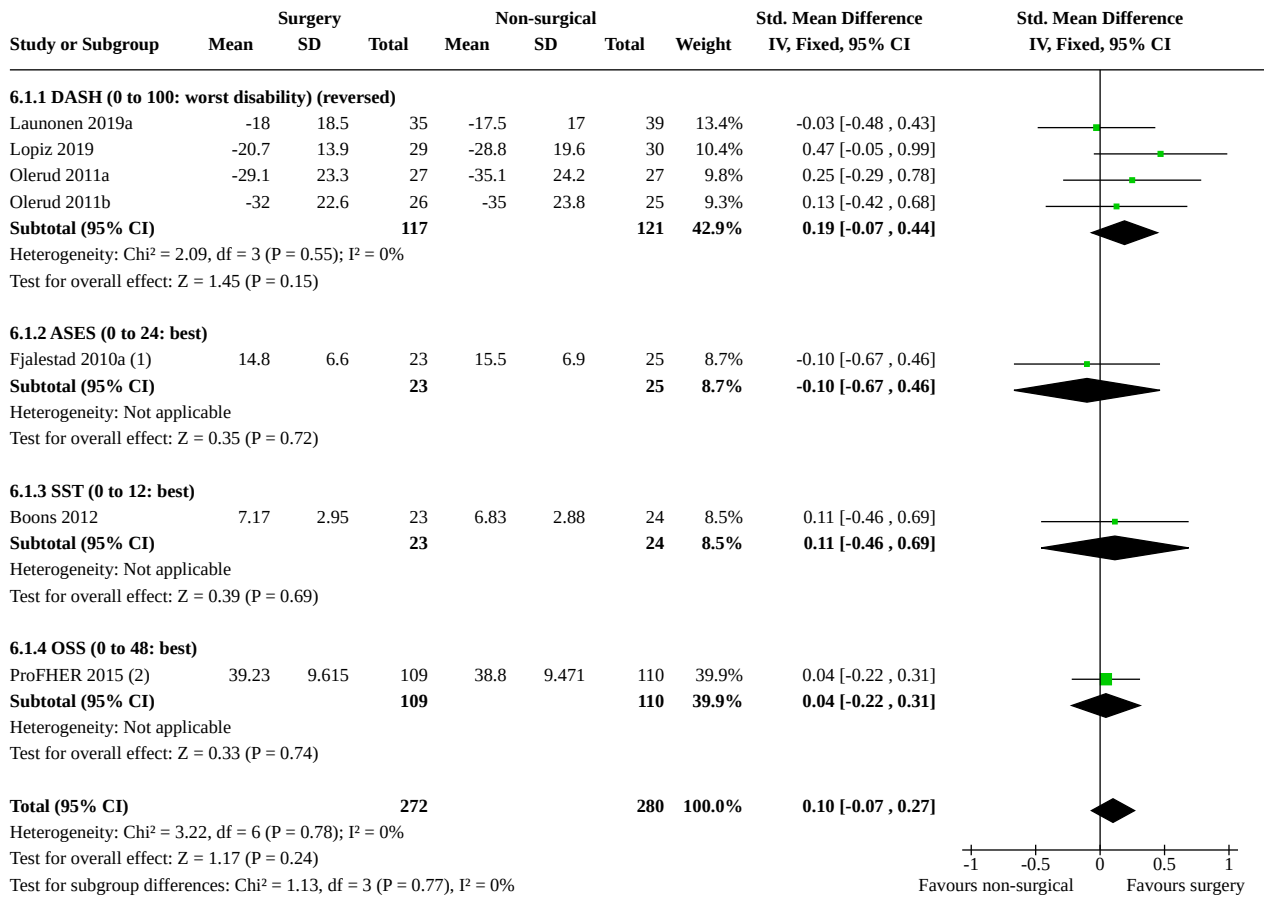 Surgery Non-surgical Std. Mean Difference Std. Mean Difference
Study or Subgroup Mean SD Total Mean SD Total Weight IV, Fixed, 95% CI IV, Fixed, 95% CI
6.1.1 DASH (0 to 100: worst disability) (reversed)
Launonen 2019a -18 18.5 35 -17.5 17 39 13.4% -0.03 [-0.48 , 0.43]
Lopiz 2019 -20.7 13.9 29 -28.8 19.6 30 10.4% 0.47 [-0.05 , 0.99]
Olerud 2011a -29.1 23.3 27 -35.1 24.2 27 9.8% 0.25 [-0.29 , 0.78]
Olerud 2011b -32 22.6 26 -35 23.8 25 9.3% 0.13 [-0.42 , 0.68]
Subtotal (95% CI) 117 121 42.9% 0.19 [-0.07 , 0.44]
Heterogeneity: Chi² = 2.09, df = 3 (P = 0.55); I² = 0%
Test for overall effect: Z = 1.45 (P = 0.15)
6.1.2 ASES (0 to 24: best)
Fjalestad 2010a (1) 14.8 6.6 23 15.5 6.9 25 8.7% -0.10 [-0.67 , 0.46]
Subtotal (95% CI) 23 25 8.7% -0.10 [-0.67 , 0.46]
Heterogeneity: Not applicable
Test for overall effect: Z = 0.35 (P = 0.72)
6.1.3 SST (0 to 12: best)
Boons 2012 7.17 2.95 23 6.83 2.88 24 8.5% 0.11 [-0.46 , 0.69]
Subtotal (95% CI) 23 24 8.5% 0.11 [-0.46 , 0.69]
Heterogeneity: Not applicable
Test for overall effect: Z = 0.39 (P = 0.69)
6.1.4 OSS (0 to 48: best)
ProFHER 2015 (2) 39.23 9.615 109 38.8 9.471 110 39.9% 0.04 [-0.22 , 0.31]
Subtotal (95% CI) 109 110 39.9% 0.04 [-0.22 , 0.31]
Heterogeneity: Not applicable
Test for overall effect: Z = 0.33 (P = 0.74)
Total (95% CI) 272 280 100.0% 0.10 [-0.07 , 0.27]
Heterogeneity: Chi² = 3.22, df = 6 (P = 0.78); I² = 0%
Test for overall effect: Z = 1.17 (P = 0.24)
-1 -0.5 0 0.5 1
Test for subgroup differences: Chi² = 1.13, df = 3 (P = 0.77), I² = 0%
Favours non-surgical Favours surgery